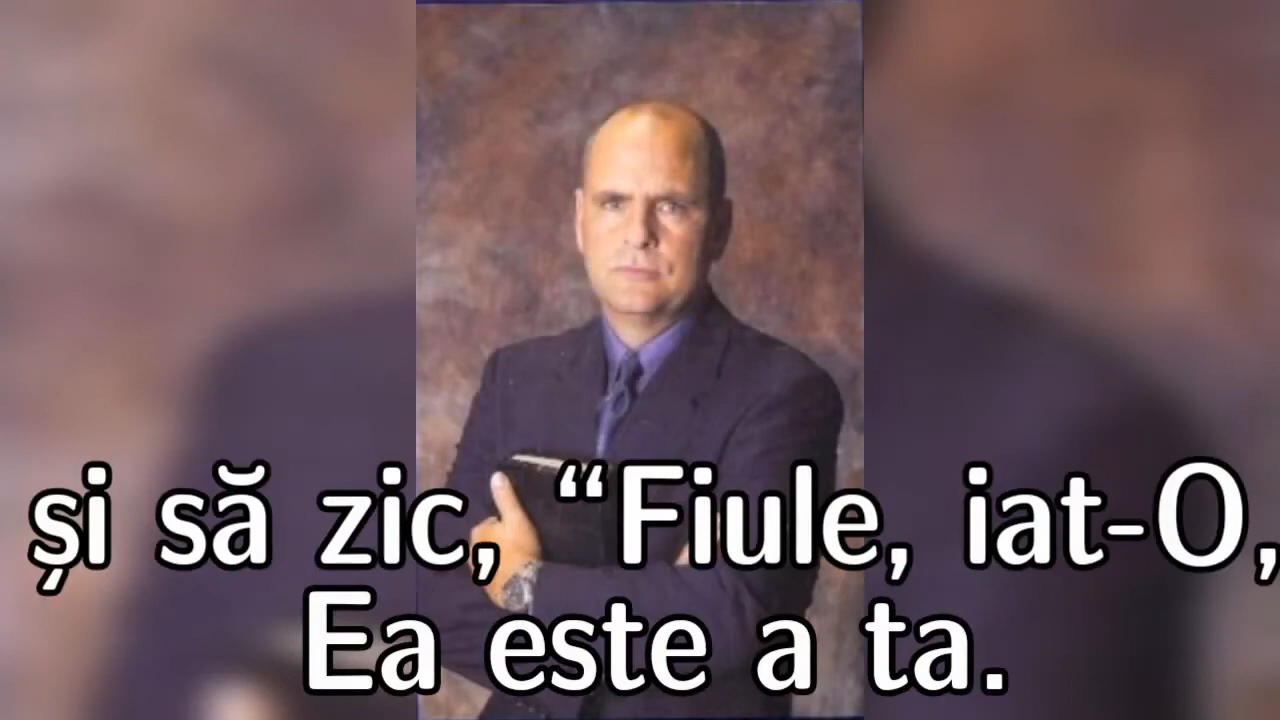 și să zic, “Fiule, iat-O,
Ea este a ta.